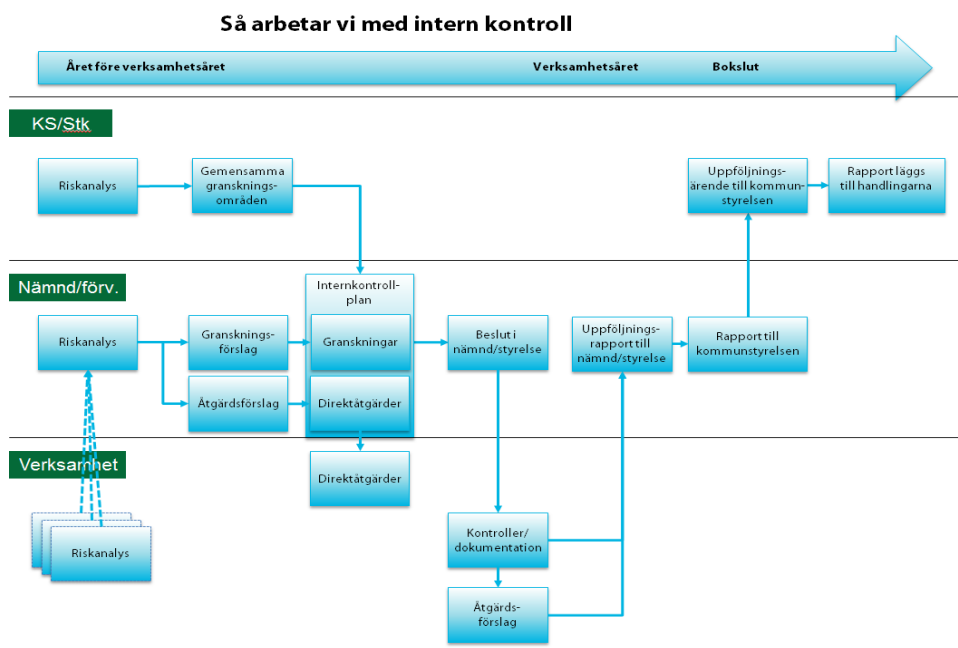 Så arbetar vi med intern kontroll
Året före verksamhetsåret
Verksamhetsåret
Bokslut
KS/Stk
Riskanalys
Gemensamma
gransknings-
områden
Uppföljnings-
ärende till kommun-
styrelsen
Rapport läggs
till handlingarna
Nämnd/förv.
Riskanalys
Gransknings-
förslag
Åtgärdsförslag
Internkontroll-
plan
Granskningar
Direktåtgärder
Beslut i
nämnd/styrelse
Uppföljnings-
rapport till
nämnd/styrelse
Rapport till
kommunstyrelsen
Verksamhet
Riskanalys
Direktåtgärder
Kontroller/
dokumentation
Åtgärds-
förslag